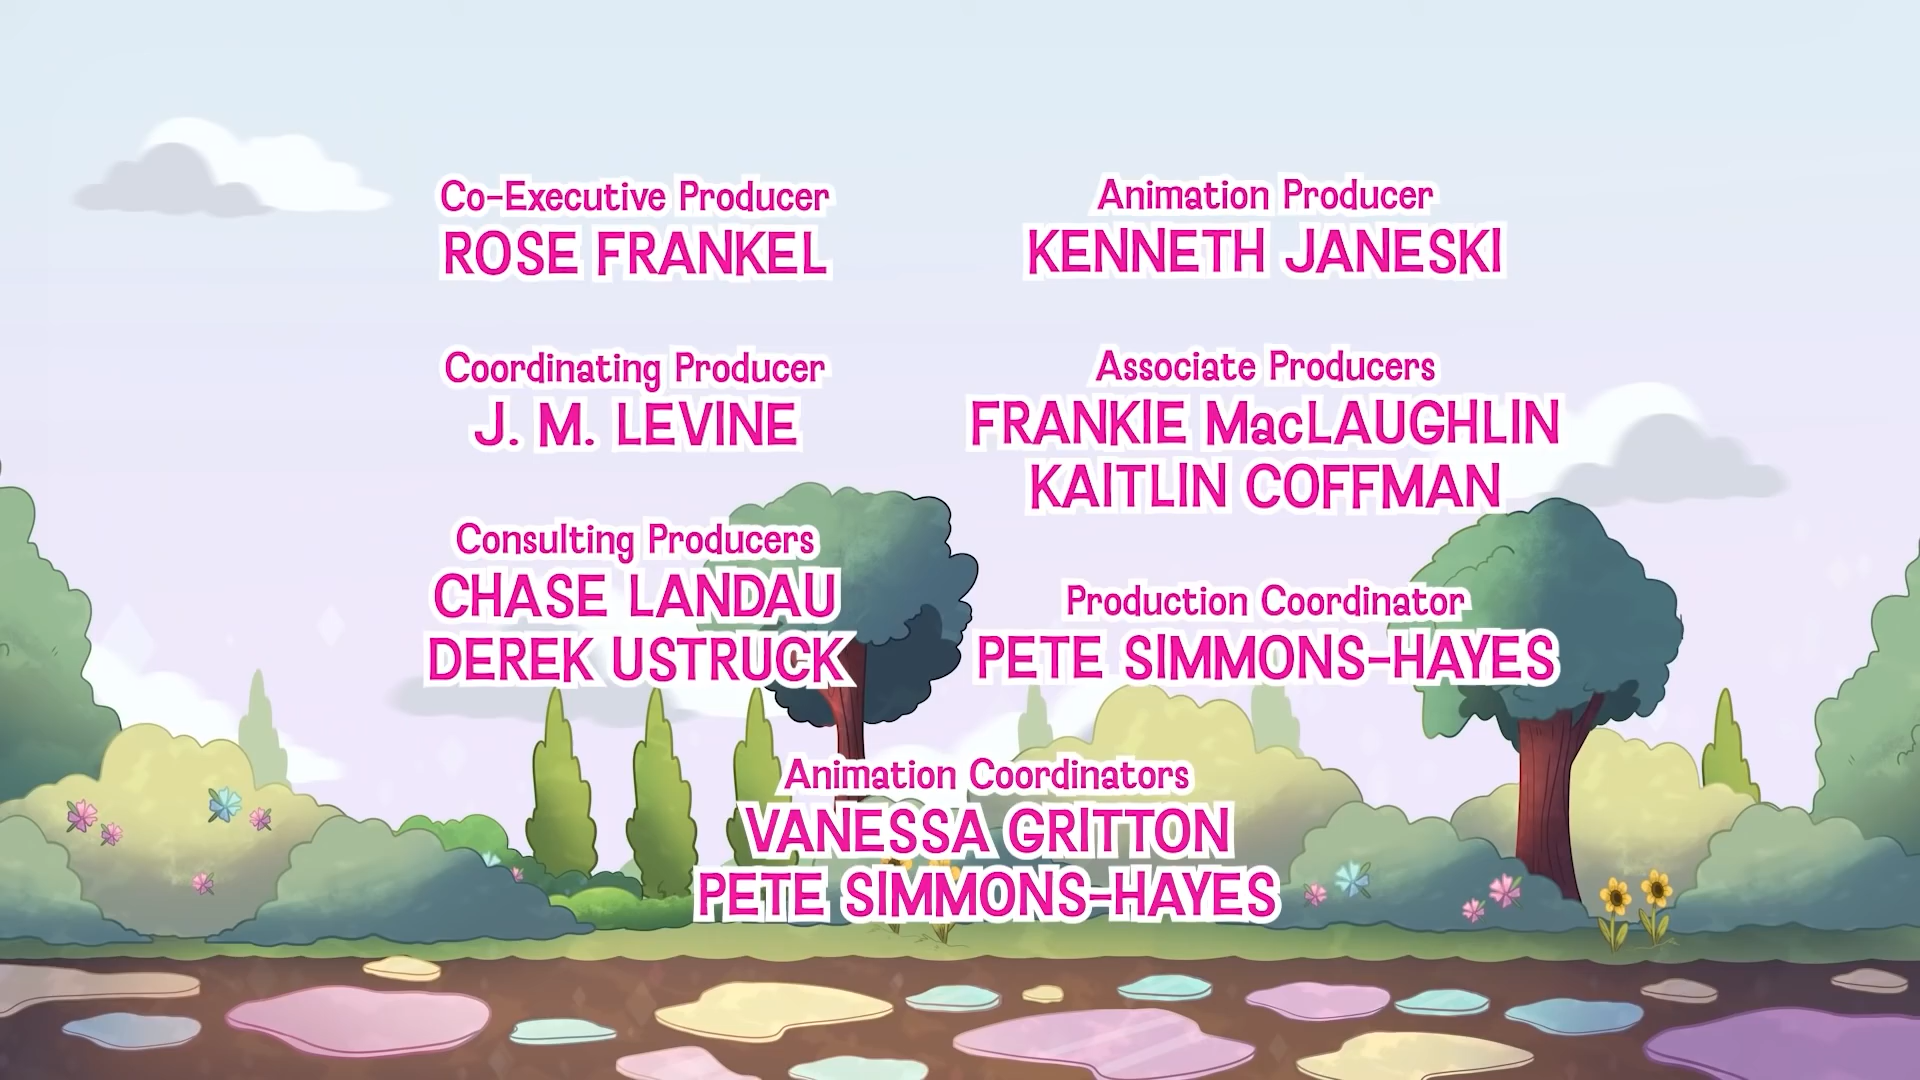 Co-Executive Producer
ROSE FRANKEL
Coordinating Producer
J. M. LEVINE
Consulting Producers
CHASE LANDAU
DEREK USTRUCK
Animation Producer
KENNETH JANESKI
Associate Producers
FRANKIE MacLAUGHLIN
KAITLIN COFFMAN
Production Coordinator
PETE SIMMONS-HAYES
Animation Coordinators
VANESSA GRITTON
PETE SIMMONS-HAYES